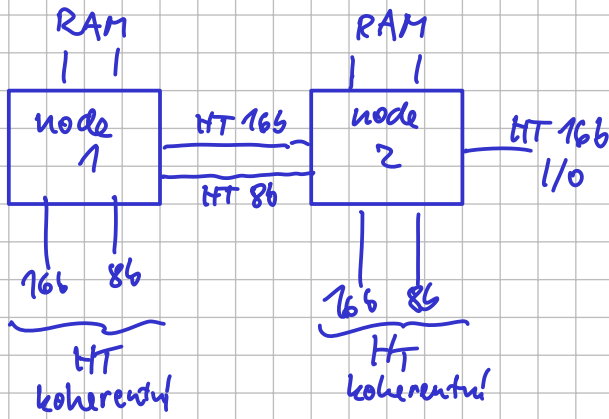 RAM
RAM
node
1
HT 16b
HT 8b
node
2
HT 16b
I/O
16b 8b
HT
koherentní
16b 8b
HT
koherentní